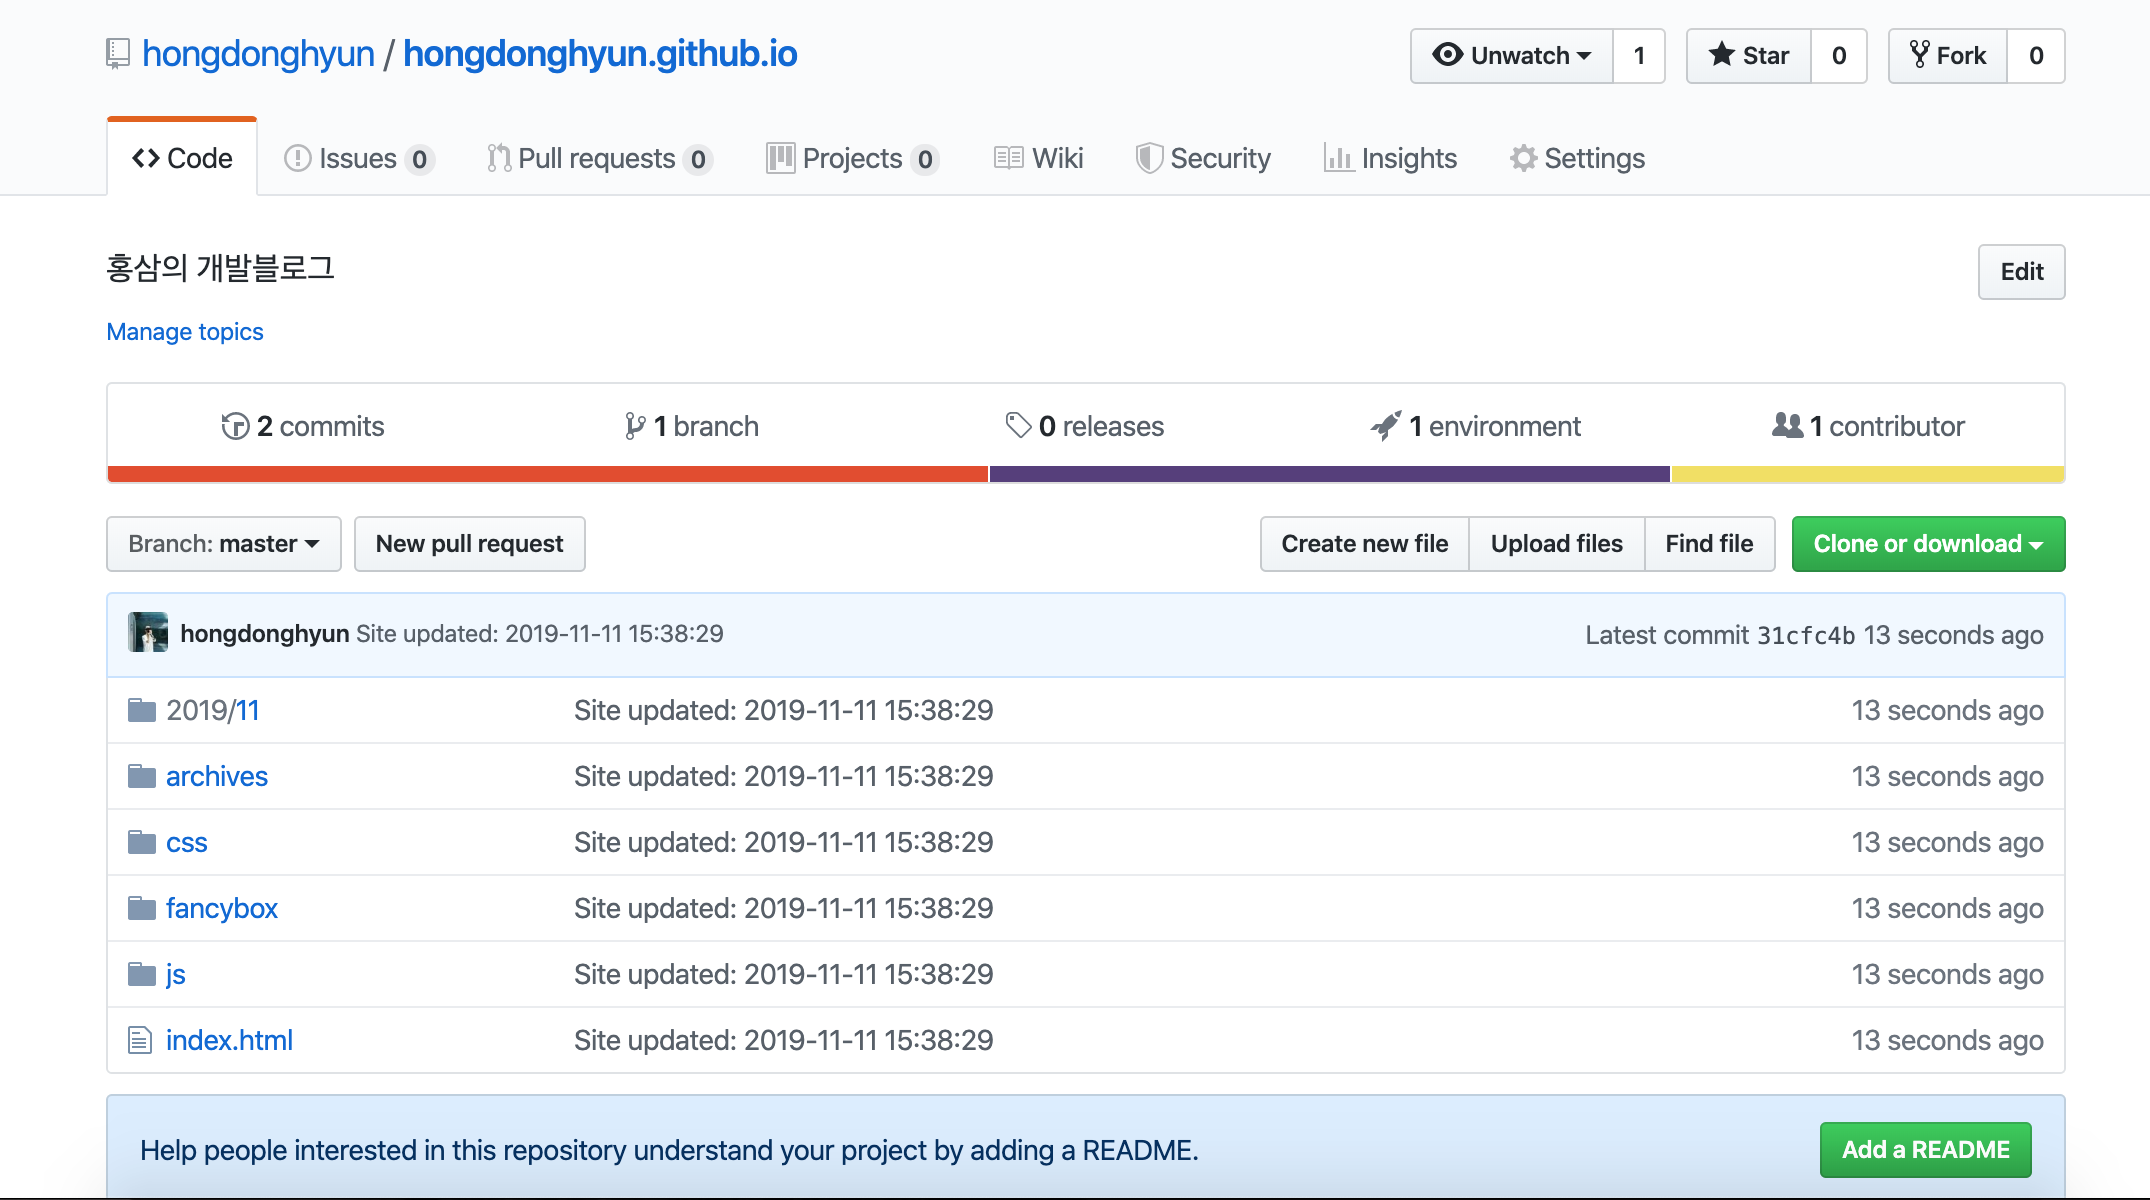 hongdonghyun / hongdonghyun.github.io
Unwatch 1 Star 0 Fork 0
Code Issues 0 Pull requests 0 Projects 0 Wiki Security Insights Settings
홍삼의 개발블로그
Edit
Manage topics
2 commits 1 branch 0 releases 1 environment 1 contributor
Branch: master New pull request Create new file Upload files Find file Clone or download
hongdonghyun Site updated: 2019-11-11 15:38:29 Latest commit 31cfc4b 13 seconds ago
2019/11 Site updated: 2019-11-11 15:38:29 13 seconds ago
archives Site updated: 2019-11-11 15:38:29 13 seconds ago
css Site updated: 2019-11-11 15:38:29 13 seconds ago
fancybox Site updated: 2019-11-11 15:38:29 13 seconds ago
js Site updated: 2019-11-11 15:38:29 13 seconds ago
index.html Site updated: 2019-11-11 15:38:29 13 seconds ago
Help people interested in this repository understand your project by adding a README. Add a README